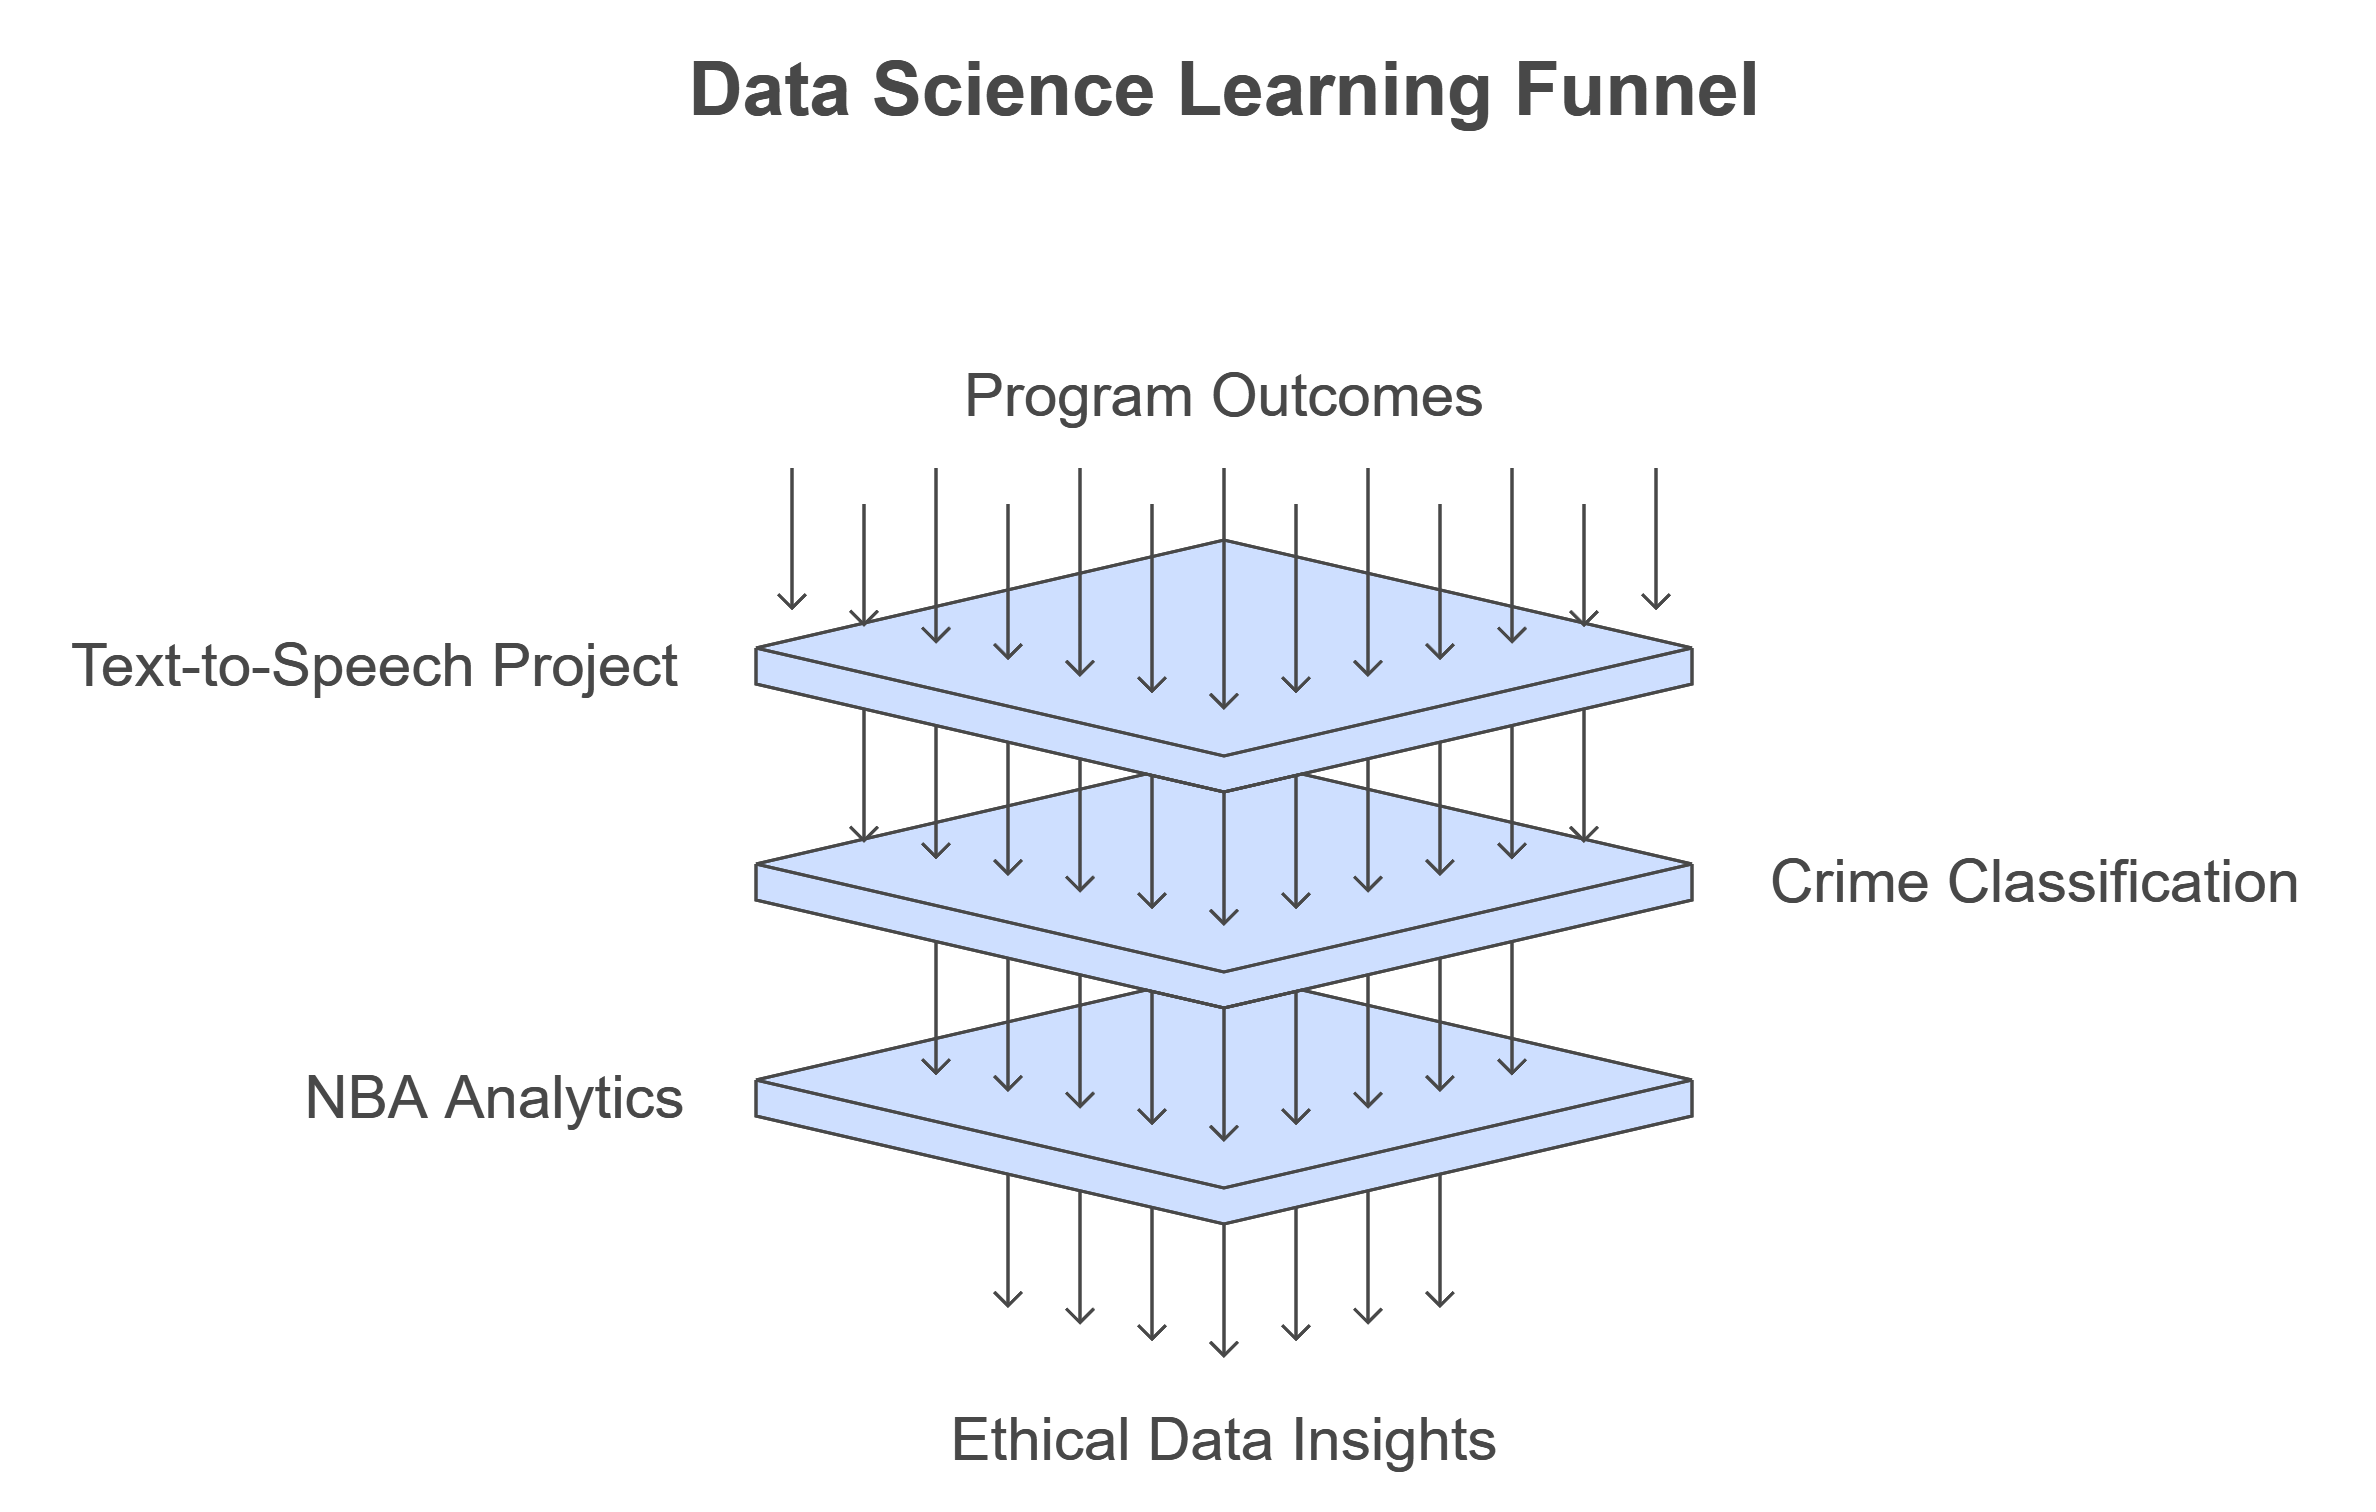 Data Science Learning Funnel
Program Outcomes
Text-to-Speech Project
Crime Classification
NBA Analytics
Ethical Data Insights